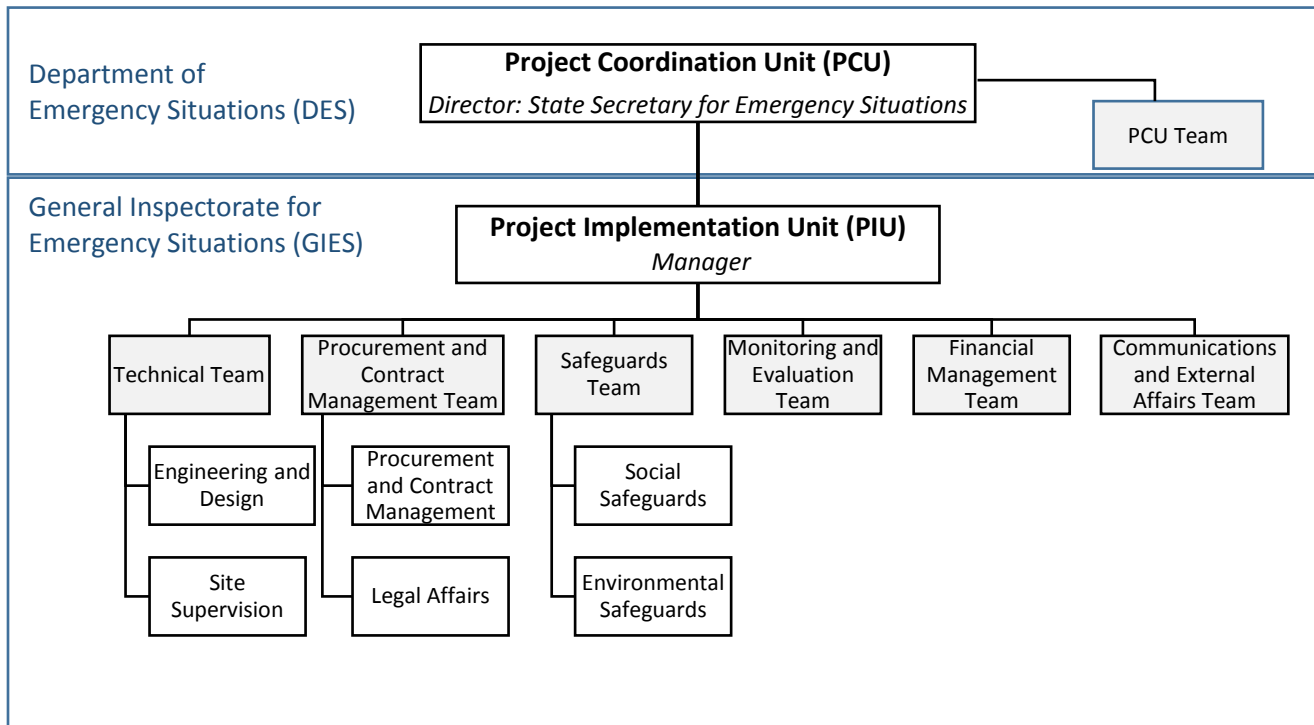 Department of
Emergency Situations (DES)
Project Coordination Unit (PCU)
Director: State Secretary for Emergency Situations
PCU Team
General Inspectorate for
Emergency Situations (GIES)
Project Implementation Unit (PIU)
Manager
Technical Team
Procurement and
Contract
Management Team
Safeguards
Team
Monitoring and
Evaluation
Team
Financial
Management
Team
Communications
and External
Affairs Team
Engineering and
Design
Procurement
and Contract
Management
Social
Safeguards
Site
Supervision
Legal Affairs
Environmental
Safeguards